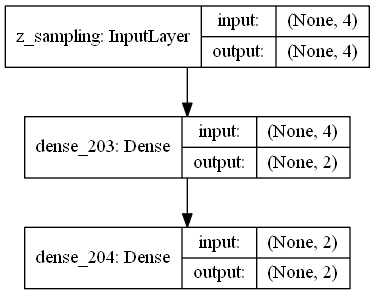 z_sampling: InputLayer
input: (None, 4)
output: (None, 4)
dense_203: Dense
input: (None, 4)
output: (None, 2)
dense_204: Dense
input: (None, 2)
output: (None, 2)